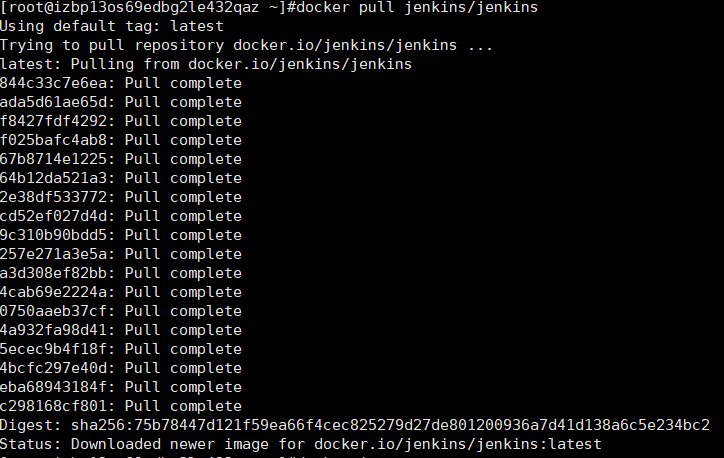 [root@izbp13os69edbg2le432qaz ~]#docker pull jenkins/jenkins
Using default tag: latest
Trying to pull repository docker.io/jenkins/jenkins ...
latest: Pulling from docker.io/jenkins/jenkins
844c33c7e6ea: Pull complete
ada5d61ae65d: Pull complete
f8427fdf4292: Pull complete
f025bafc4ab8: Pull complete
67b8714e1225: Pull complete
64b12da521a3: Pull complete
2e38df533772: Pull complete
cd52ef027d4d: Pull complete
9c310b90bdd5: Pull complete
257e271a3e5a: Pull complete
a3d308ef82bb: Pull complete
4cab69e2224a: Pull complete
0750aaeb37cf: Pull complete
4a932fa98d41: Pull complete
5ecec9b4f18f: Pull complete
4bcfc297e40d: Pull complete
eba68943184f: Pull complete
c298168cf801: Pull complete
Digest: sha256:75b78447d121f59ea66f4cec825279d27de801200936a7d41d138a6c5e234bc2
Status: Downloaded newer image for docker.io/jenkins/jenkins:latest